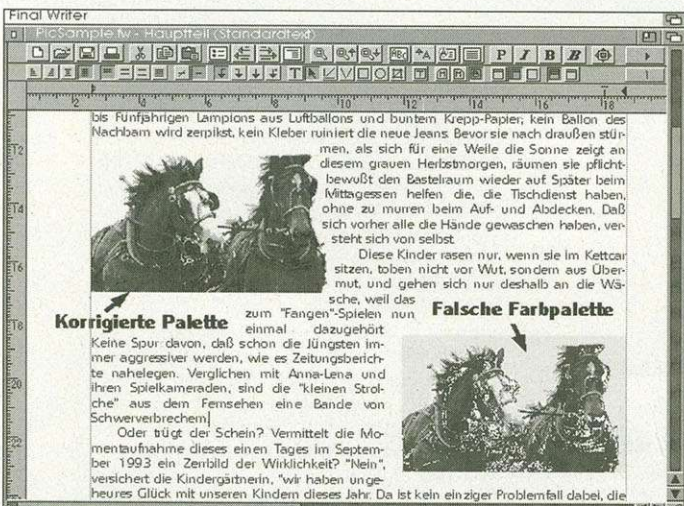 Final Writer
PicSample.fw - Hauptteil (Standardtext)
P I B B
2 4 6 8 10 12 14 16 18
bis Fünfjährigen Lampions aus Luftballons und buntem Krepp-Papier; kein Ballon des
Nachbarn wird zerpikst, kein Kleber ruiniert die neue Jeans. Bevor sie nach draußen stür-
men, als sich für eine Weile die Sonne zeigt an
diesem grauen Herbstmorgen, räumen sie pflicht-
bewußt den Bastelraum wieder auf. Später beim
Mittagessen helfen die, die Tischdienst haben,
ohne zu murren beim Auf- und Abdecken. Daß
sich vorher alle die Hände gewaschen haben, ver-
steht sich von selbst.
Diese Kinder rasen nur, wenn sie im Kettcar
sitzen, toben nicht vor Wut, sondern aus Über-
mut, und gehen sich nur deshalb an die Wä-
sche, weil das
zum "Fangen"-Spielen nun
einmal dazugehört
Korrigierte Palette
Falsche Farbpalette
Keine Spur davon, daß schon die Jüngsten im-
mer aggressiver werden, wie es Zeitungsberich-
te nahelegen. Verglichen mit Anna-Lena und
ihren Spielkameraden, sind die "kleinen Strol-
che" aus dem Fernsehen eine Bande von
Schwerverbrechern.
Oder trügt der Schein? Vermittelt die Mo-
mentaufnahme dieses einen Tages im Septem-
ber 1993 ein Zerrbild der Wirklichkeit? "Nein",
versichert die Kindergärtnerin, "wir haben unge-
heures Glück mit unseren Kindern dieses Jahr. Da ist kein einziger Problemfall dabei, die